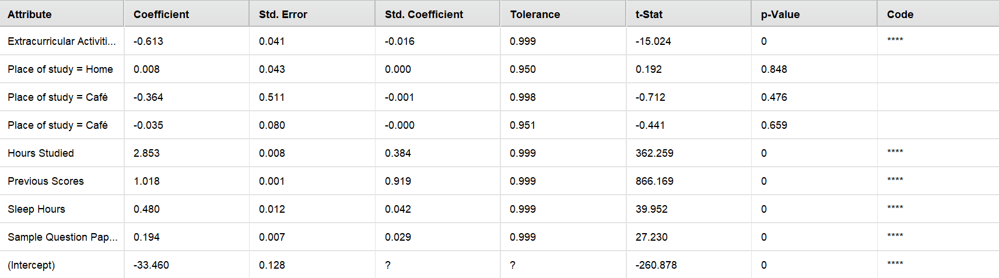 Attribute Coefficient Std. Error Std. Coefficient Tolerance t-Stat p-Value Code
Extracurricular Activiti... -0.613 0.041 -0.016 0.999 -15.024 0 ****
Place of study = Home 0.008 0.043 0.000 0.950 0.192 0.848
Place of study = Café -0.364 0.511 -0.001 0.998 -0.712 0.476
Place of study = Café -0.035 0.080 -0.000 0.951 -0.441 0.659
Hours Studied 2.853 0.008 0.384 0.999 362.259 0 ****
Previous Scores 1.018 0.001 0.919 0.999 866.169 0 ****
Sleep Hours 0.480 0.012 0.042 0.999 39.952 0 ****
Sample Question Pap... 0.194 0.007 0.029 0.999 27.230 0 ****
(Intercept) -33.460 0.128 ? ? -260.878 0 ****